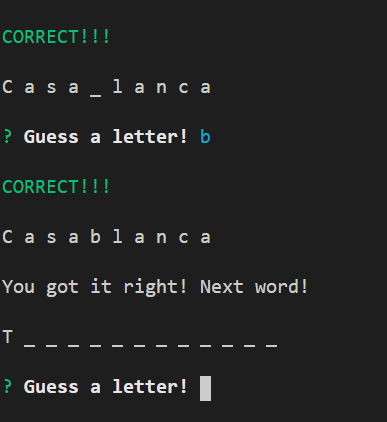 CORRECT!!!
C a s a _ l a n c a
? Guess a letter! b
CORRECT!!!
C a s a b l a n c a
You got it right! Next word!
T _ _ _ _ _ _ _ _ _ _ _ _
? Guess a letter!